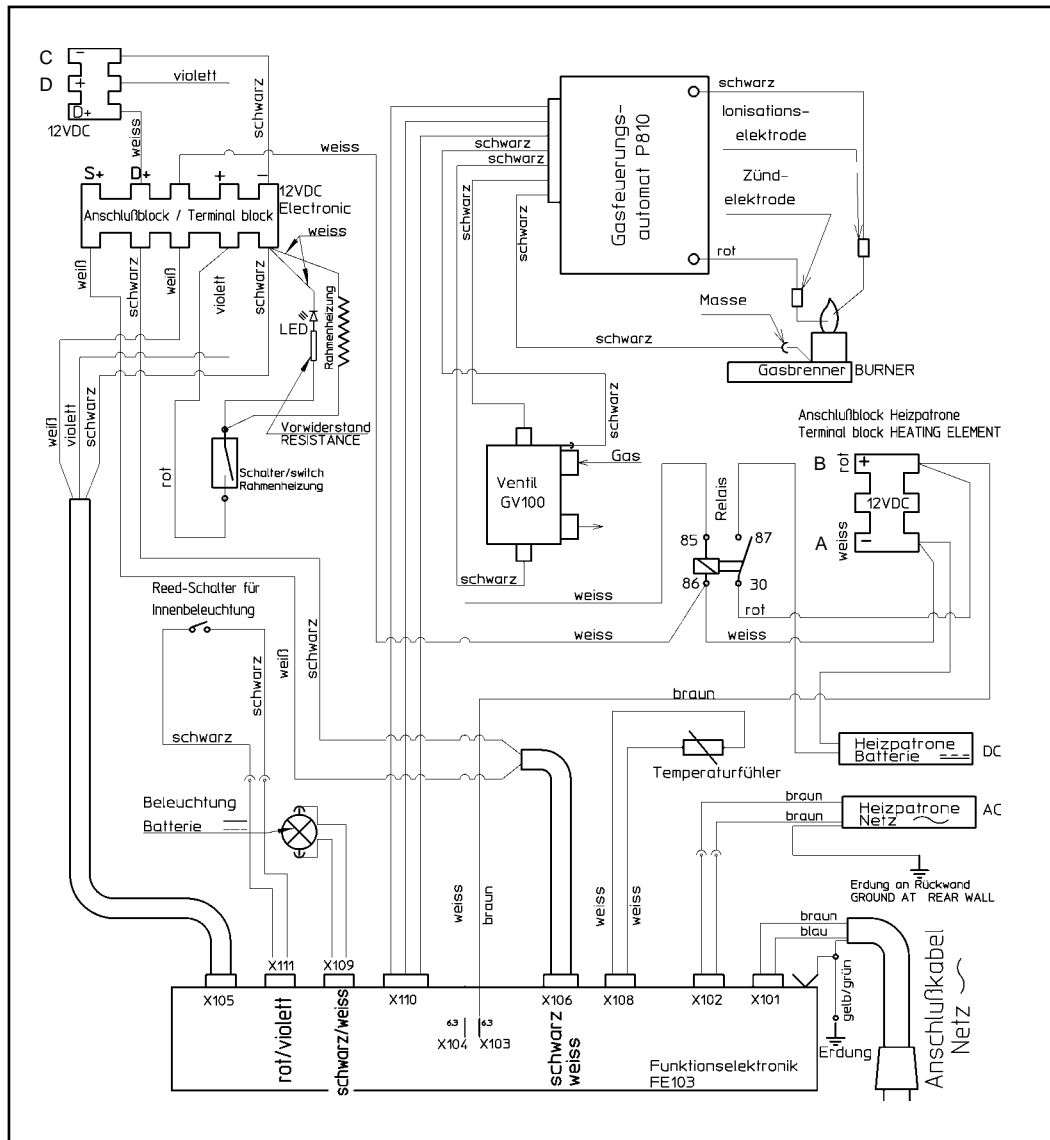 C
−
D
+
D+
12VDC
violett
schwarz
weiss
weiss
S+
D+
+
−
12VDC
Electronic
Anschlußblock / Terminal block
weiss
weiß
schwarz
weiß
violett
schwarz
LED
Rahmenheizung
Vorwiderstand
RESISTANCE
Schalter/switch
Rahmenheizung
rot
weiß
violett
schwarz
Gasfeuerungs-
automat P810
schwarz
Ionisations-
elektrode
Zünd-
elektrode
rot
Masse
schwarz
schwarz
schwarz
schwarz
schwarz
Gasbrenner
BURNER
schwarz
Gas
Ventil
GV100
schwarz
Anschlußblock Heizpatrone
Terminal block HEATING ELEMENT
B
rot
+
12VDC
A
weiss
−
Relais
85
87
86
30
weiss
rot
weiss
weiss
Reed-Schalter für
Innenbeleuchtung
schwarz
schwarz
weiß
schwarz
braun
Temperaturfühler
Heizpatrone
Batterie
DC
braun
braun
Heizpatrone
Netz
AC
Erdung an Rückwand
GROUND AT REAR WALL
Beleuchtung
Batterie
weiss
braun
weiss
weiss
braun
blau
gelb/grün
Erdung
Anschlußkabel
Netz
X105
X111
X109
X110
X106
X108
X102
X101
rot/violett
schwarz/weiss
6.3
6.3
X104
X103
schwarz
weiss
Funktionselektronik
FE103